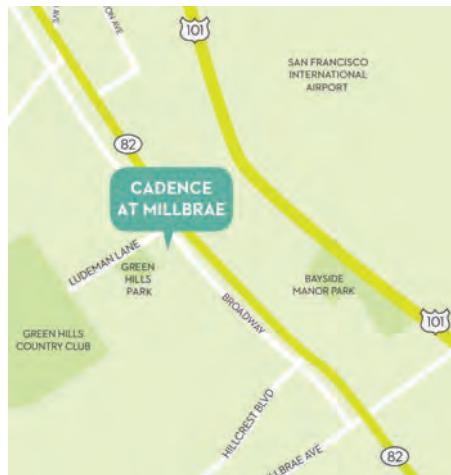 101
SAN FRANCISCO
INTERNATIONAL
AIRPORT
82
CADENCE
AT MILLBRAE
LUDEMAN LANE
GREEN
HILLS
PARK
BAYSIDE
MANOR PARK
BROADWAY
101
GREEN HILLS
COUNTRY CLUB
HILLCREST BLVD
82